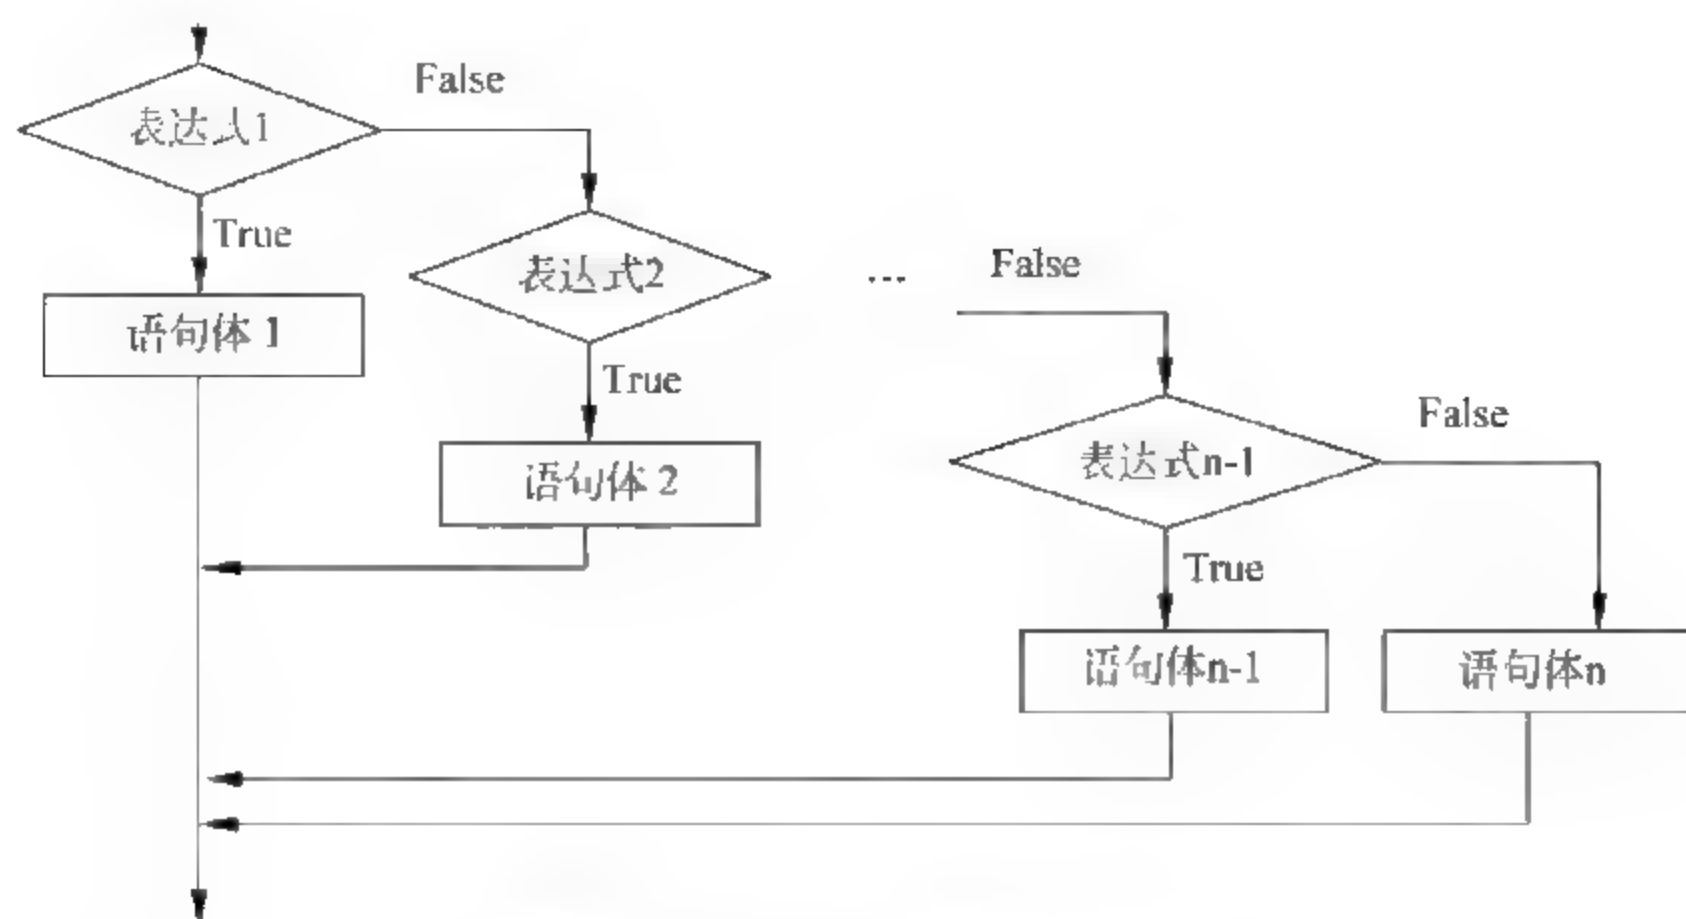 False
表达式1
True
语句体 1
表达式2
True
语句体 2
...
False
表达式n-1
False
True
语句体n-1
语句体n